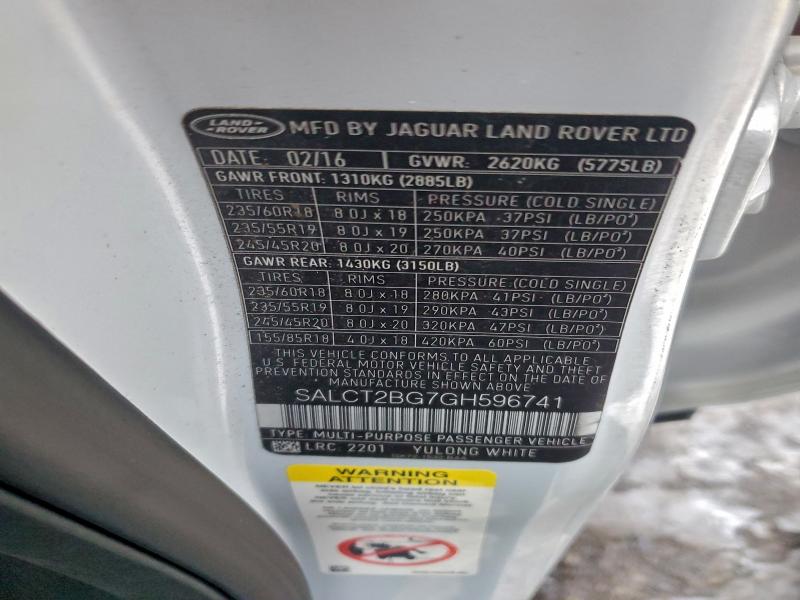 LAND-
ROVER
MFD BY JAGUAR LAND ROVER LTD
DATE: 02/16 GVWR: 2620KG (5775LB)
GAWR FRONT: 1310KG (2885LB)
TIRES RIMS PRESSURE (COLD SINGLE)
235/60R18 8.0J x 18 250KPA -37PSI (LB/PO²)
235/55R19 8.0J x 19 250KPA 37PSI (LB/PO²)
245/45R20 8.0J x 20 270KPA 40PSI (LB/PO²)
GAWR REAR: 1430KG (3150LB)
TIRES RIMS PRESSURE (COLD SINGLE)
235/60R18 8.0J x 18 280KPA 41PSI (LB/PO²)
235/55R19 8.0J x 19 290KPA 43PSI (LB/PO²)
245/45R20 8.0J x 20 320KPA 47PSI (LB/PO²)
155/85R18 4.0J x 18 420KPA 60PSI (LB/PO²)
THIS VEHICLE CONFORMS TO ALL APPLICABLE
U.S. FEDERAL MOTOR VEHICLE SAFETY AND THEFT
PREVENTION STANDARDS IN EFFECT ON THE DATE
OF MANUFACTURE SHOWN ABOVE
SALCT2BG7GH596741
TYPE: MULTI-PURPOSE PASSENGER VEHICLE
LRC 2201 YULONG WHITE
WARNING
ATTENTION
NEVER